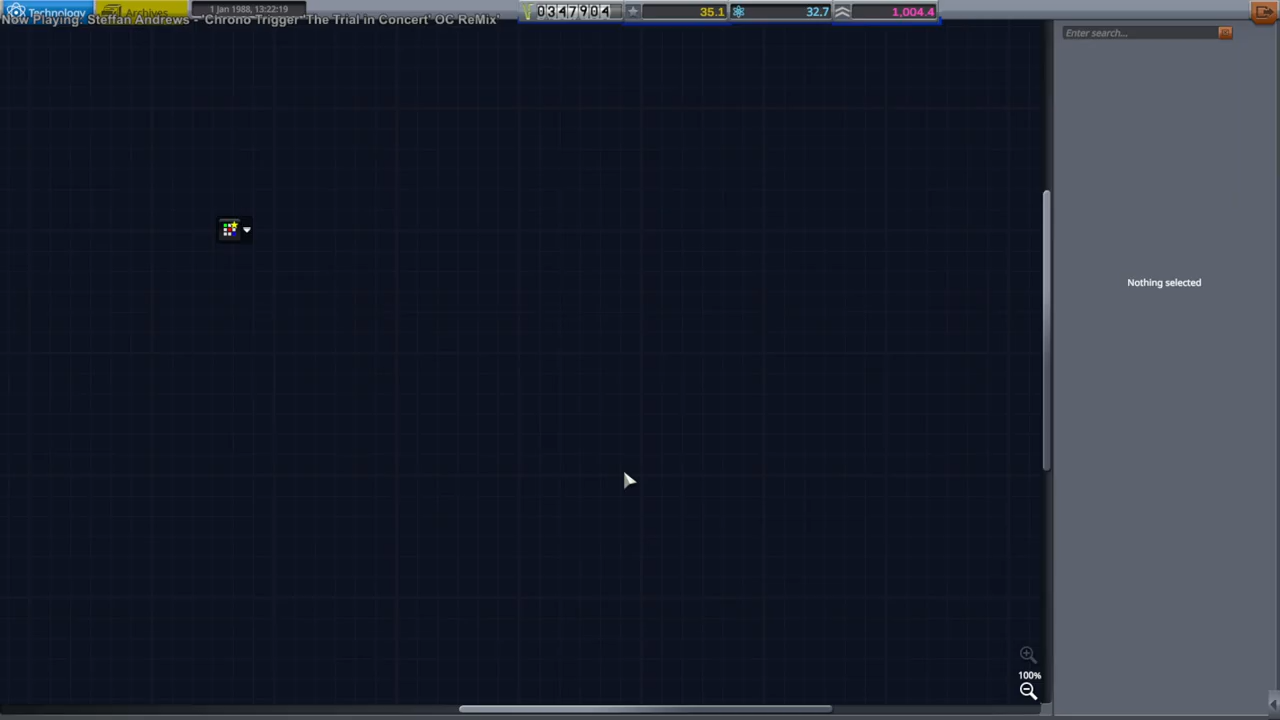 Technology
Archives
1 Jan 1988, 13:22:19
Now Playing: Steffan Andrews - 'Chrono Trigger 'The Trial in Concert' OC ReMix'
0347904
35.1
32.7
1,004.4
Enter search...
Nothing selected
100%